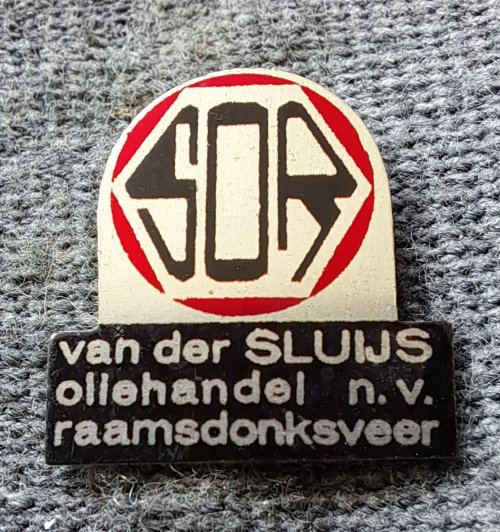 SOR
van der SLUIJS
oliehandel n.v.
raamsdonksveer